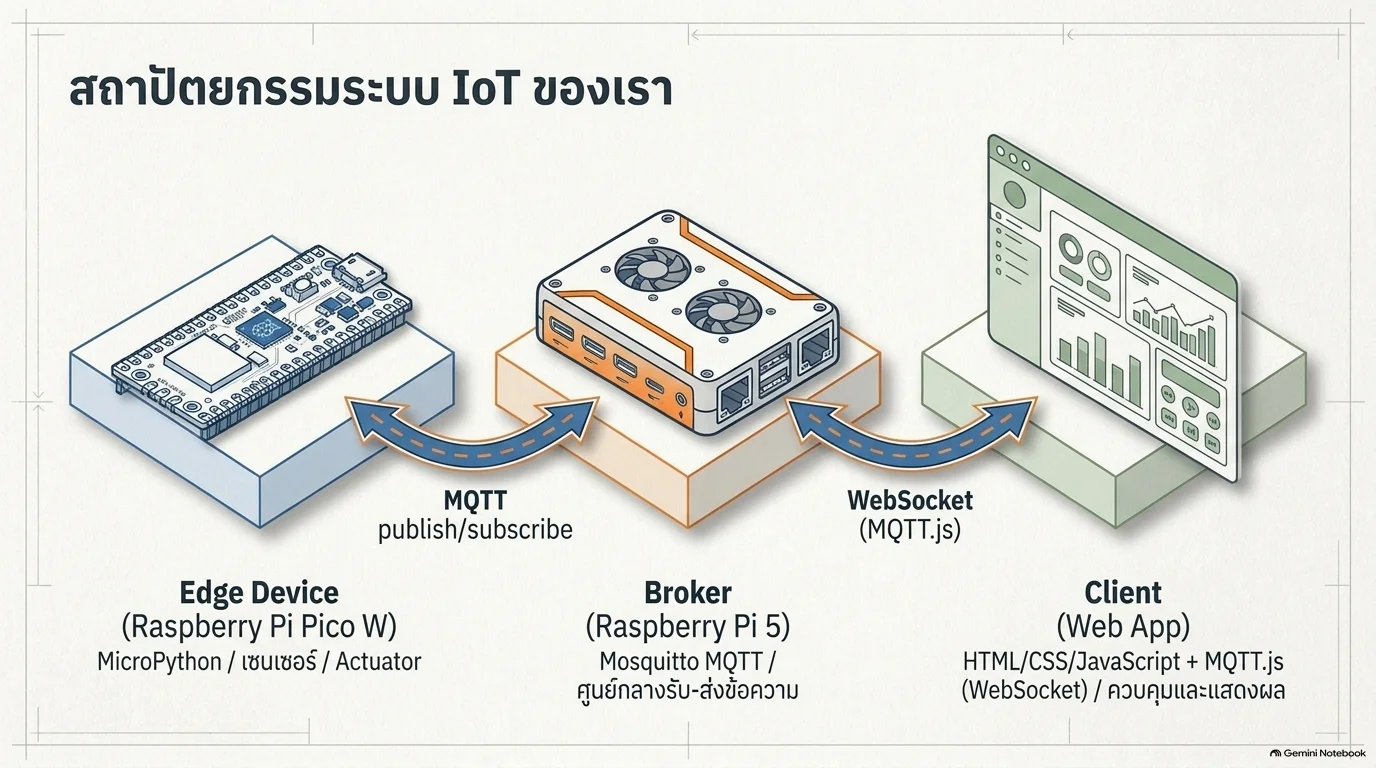 สถาปัตยกรรมระบบ IoT ของเรา
MQTT
publish/subscribe
WebSocket
(MQTT.js)
Edge Device
(Raspberry Pi Pico W)
MicroPython / เซนเซอร์ / Actuator
Broker
(Raspberry Pi 5)
Mosquitto MQTT /
ศูนย์กลางรับ-ส่งข้อความ
Client
(Web App)
HTML/CSS/JavaScript + MQTT.js
(WebSocket) / ควบคุมและแสดงผล
Gemini Notebook